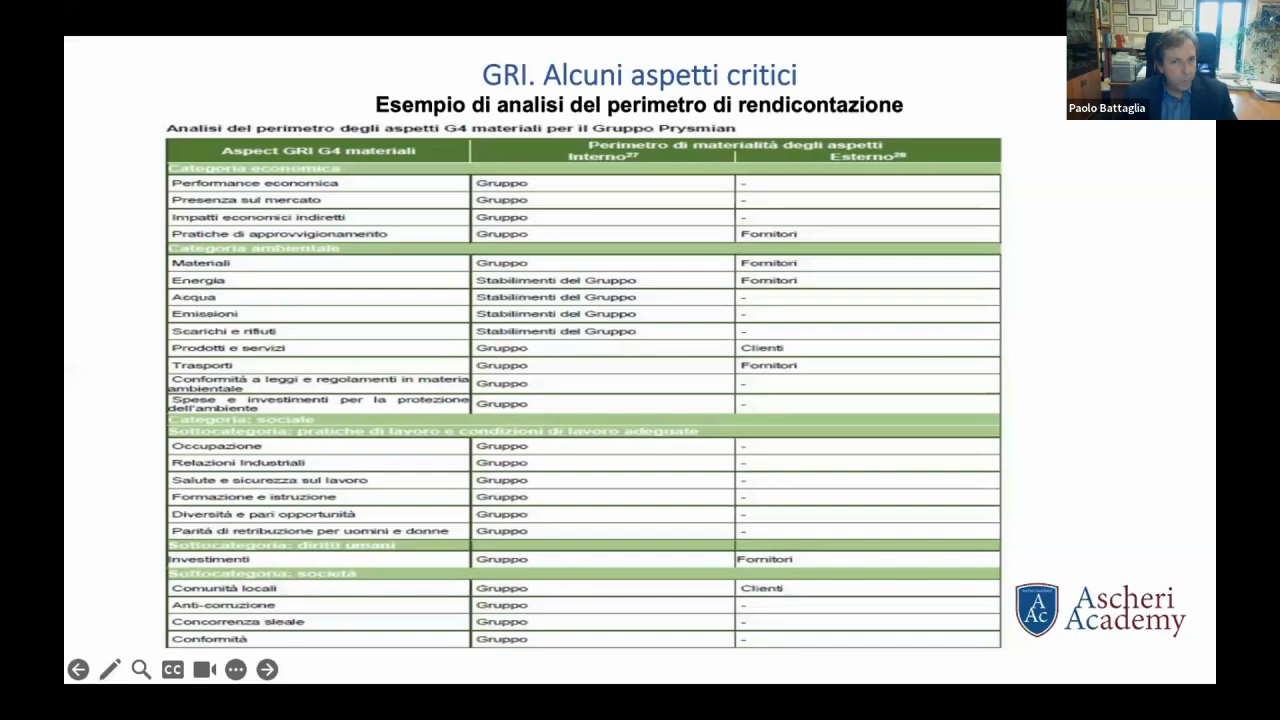 Paolo Battaglia
GRI. Alcuni aspetti critici
Esempio di analisi del perimetro di rendicontazione
Analisi del perimetro degli aspetti G4 materiali per il Gruppo Prysmian
Aspect GRI G4 materiali
Perimetro di materialità degli aspetti
Interno27 Esterno28
Categoria economica
Performance economica Gruppo -
Presenza sul mercato Gruppo -
Impatti economici indiretti Gruppo -
Pratiche di approvvigionamento Gruppo Fornitori
Categoria ambientale
Materiali Gruppo Fornitori
Energia Stabilimenti del Gruppo Fornitori
Acqua Stabilimenti del Gruppo -
Emissioni Stabilimenti del Gruppo -
Scarichi e rifiuti Stabilimenti del Gruppo -
Prodotti e servizi Gruppo Clienti
Trasporti Gruppo Fornitori
Conformità a leggi e regolamenti in materia
ambientale Gruppo -
Spese e investimenti per la protezione
dell'ambiente Gruppo -
Categoria: sociale
Sottocategoria: pratiche di lavoro e condizioni di lavoro adeguate
Occupazione Gruppo -
Relazioni Industriali Gruppo -
Salute e sicurezza sul lavoro Gruppo -
Formazione e istruzione Gruppo -
Diversità e pari opportunità Gruppo -
Parità di retribuzione per uomini e donne Gruppo -
Sottocategoria: diritti umani
Investimenti Gruppo Fornitori
Sottocategoria: società
Comunità locali Gruppo Clienti
Anti-corruzione Gruppo -
Concorrenza sleale Gruppo -
Conformità Gruppo -
A
Ac
Ascheri
Academy
CC